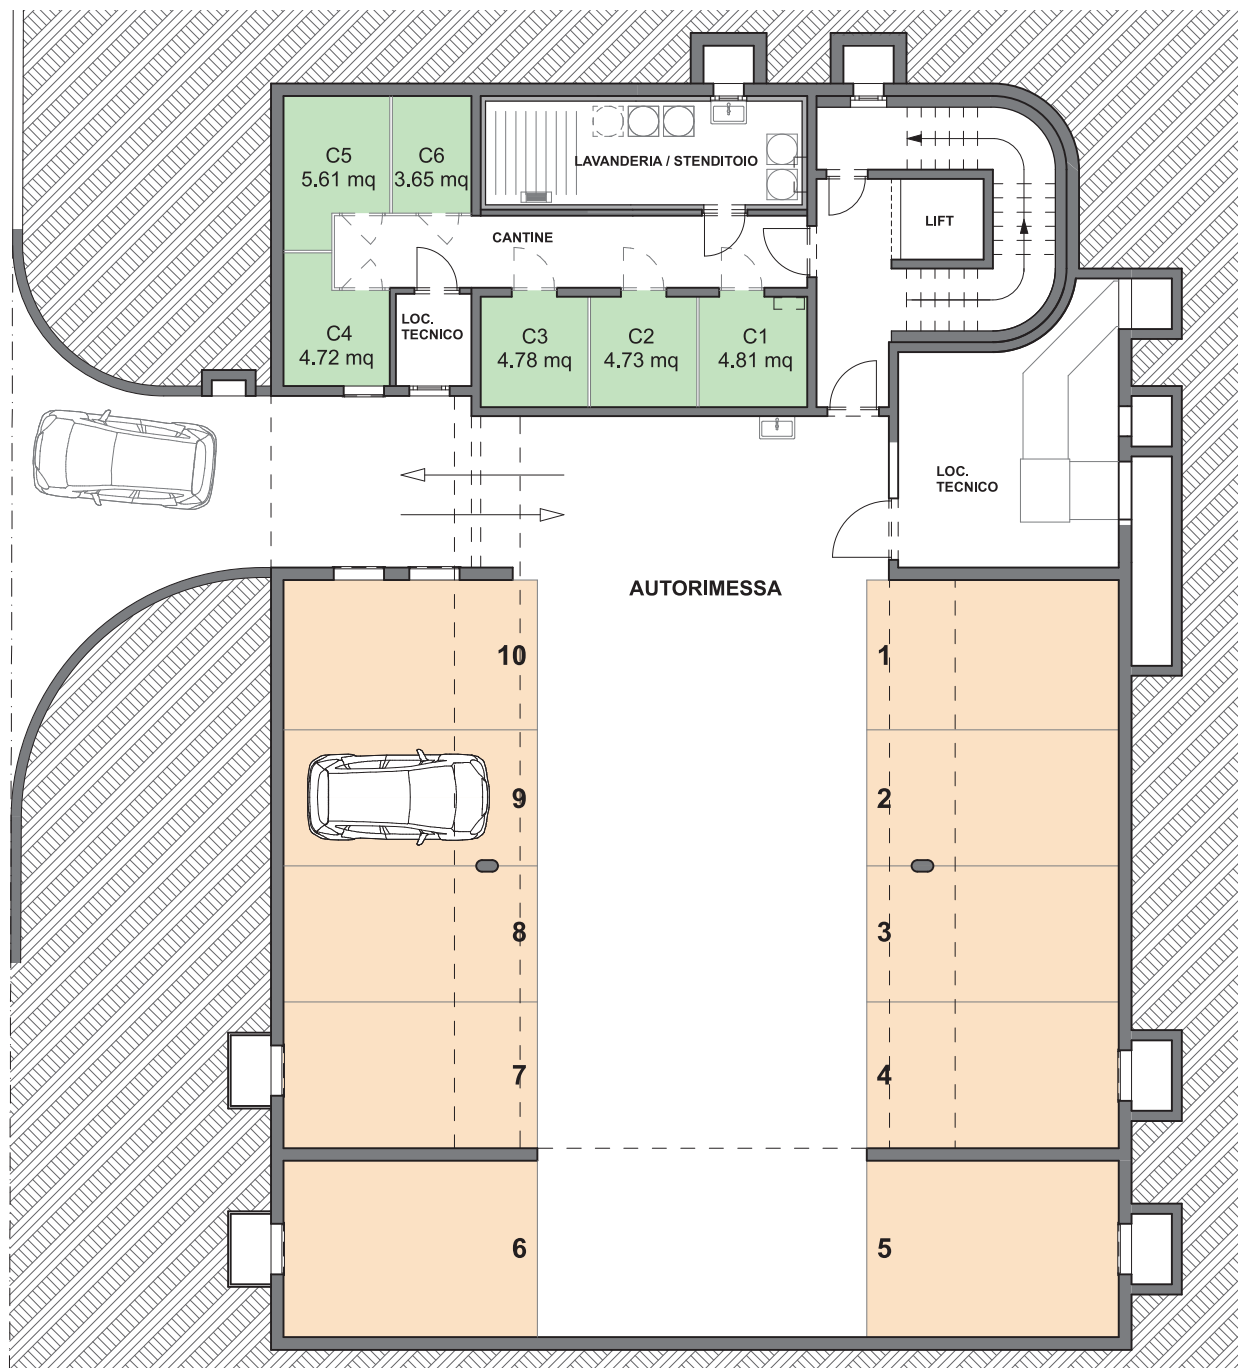 C5
5.61 mq
C6
3.65 mq
LAVANDERIA / STENDITOIO
LIFT
CANTINE
C4
4.72 mq
LOC.
TECNICO
C3
4.78 mq
C2
4.73 mq
C1
4.81 mq
LOC.
TECNICO
AUTORIMESSA
10
1
9
2
8
3
7
4
6
5